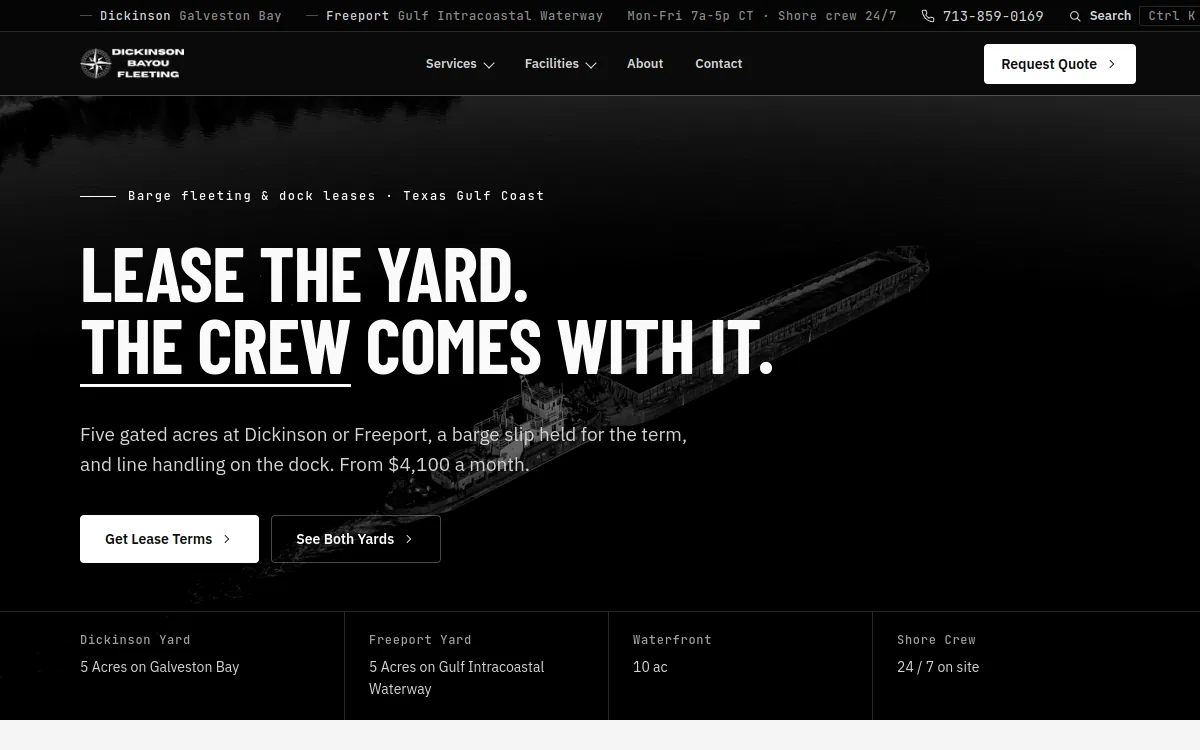 Dickinson Galveston Bay
Freeport Gulf Intracoastal Waterway
Mon-Fri 7a-5p CT · Shore crew 24/7
713-859-0169
Search
Ctrl K
DICKINSON
BAYOU
FLEETING
Services
Facilities
About
Contact
Request Quote
Barge fleeting & dock leases · Texas Gulf Coast
LEASE THE YARD.
THE CREW COMES WITH IT.
Five gated acres at Dickinson or Freeport, a barge slip held for the term,
and line handling on the dock. From $4,100 a month.
Get Lease Terms
See Both Yards
Dickinson Yard
5 Acres on Galveston Bay
Freeport Yard
5 Acres on Gulf Intracoastal
Waterway
Waterfront
10 ac
Shore Crew
24 / 7 on site